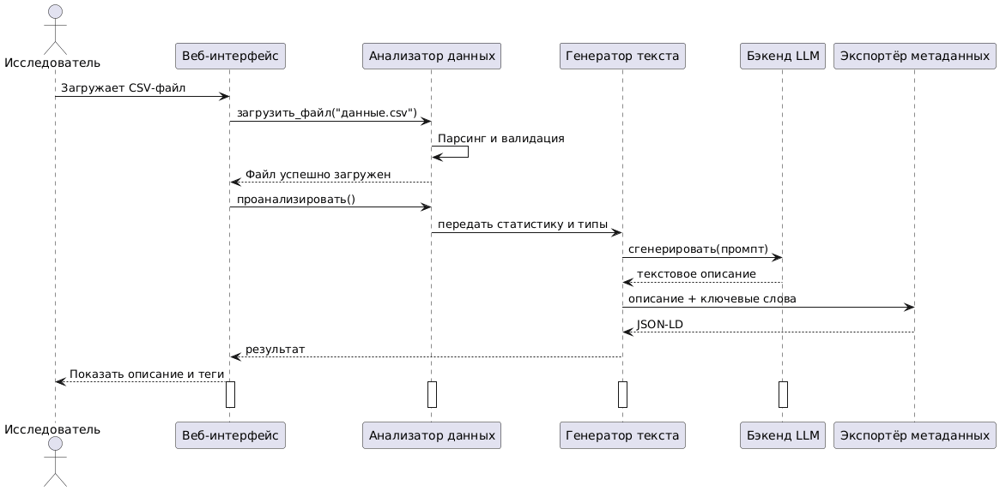 Исследователь
Веб-интерфейс
Анализатор данных
Генератор текста
Бэкенд LLM
Экспортёр метаданных
Загружает CSV-файл
загрузить_файл("данные.csv")
Парсинг и валидация
Файл успешно загружен
проанализировать()
передать статистику и типы
сгенерировать(промпт)
текстовое описание
описание + ключевые слова
JSON-LD
результат
Показать описание и теги
Исследователь
Веб-интерфейс
Анализатор данных
Генератор текста
Бэкенд LLM
Экспортёр метаданных